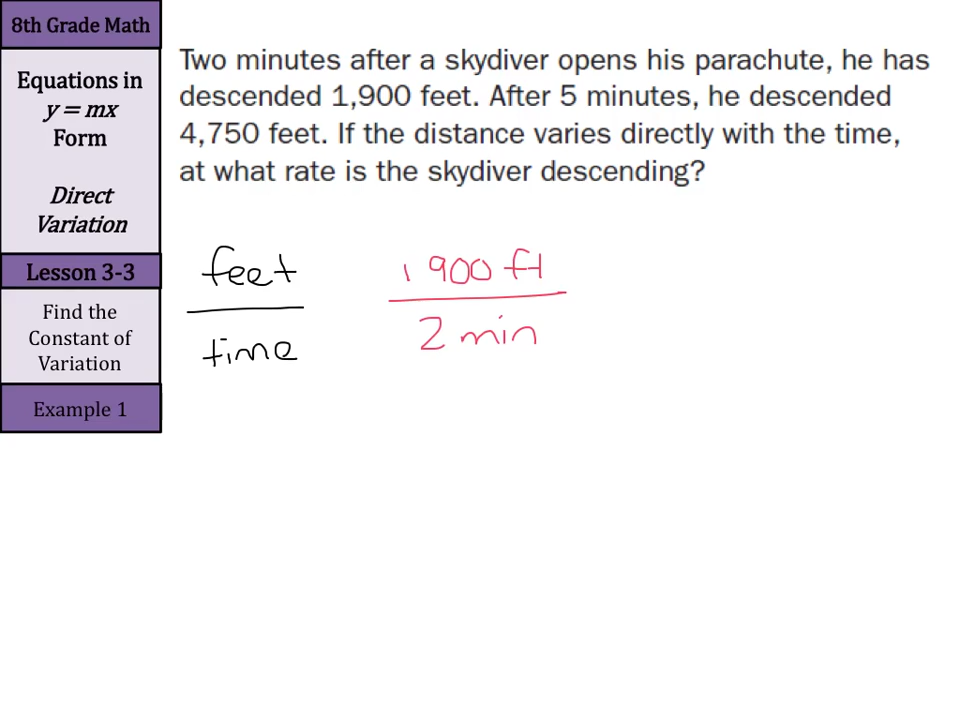 8th Grade Math
Equations in
y = mx
Form
Direct
Variation
Lesson 3-3
Find the
Constant of
Variation
Example 1
Two minutes after a skydiver opens his parachute, he has
descended 1,900 feet. After 5 minutes, he descended
4,750 feet. If the distance varies directly with the time,
at what rate is the skydiver descending?
feet
time
1900 ft
2 min